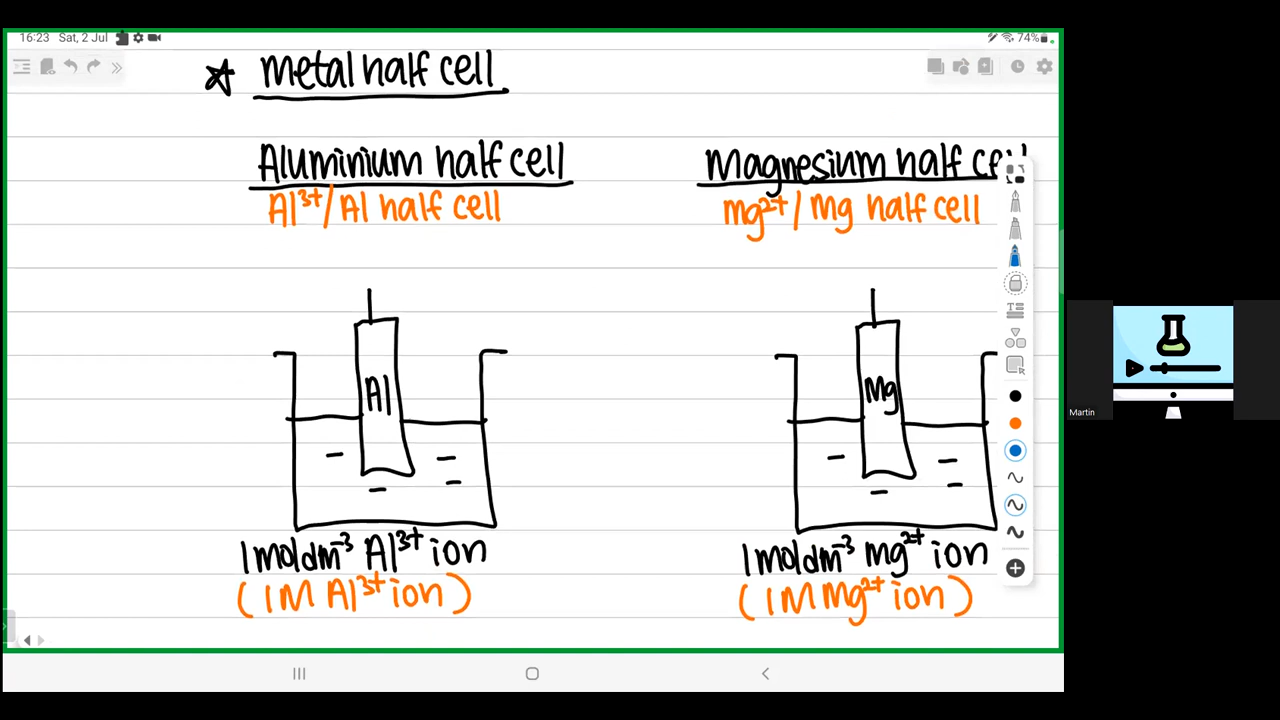 16:23 Sat, 2 Jul
74%
☆ metal half cell
Aluminium half cell
Al³⁺/Al half cell
Magnesium half cell
Mg²⁺/Mg half cell
Al
Mg
1moldm⁻³ Al³⁺ ion
(1M Al³⁺ ion)
1moldm⁻³ Mg²⁺ ion
(1M Mg²⁺ ion)
Martin